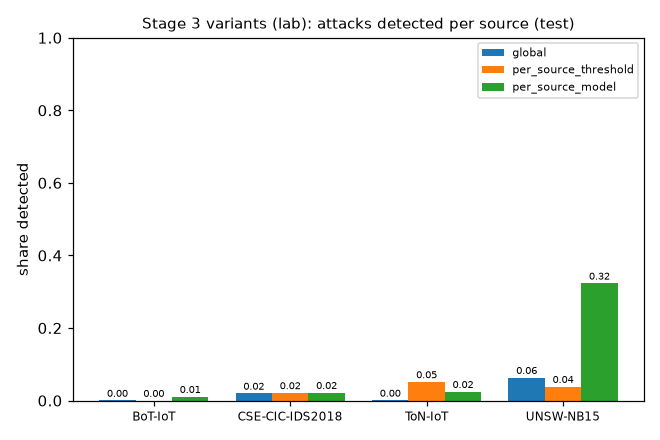 Stage 3 variants (lab): attacks detected per source (test)
global
per_source_threshold
per_source_model
share detected
1.0
0.8
0.6
0.4
0.2
0.0
0.00 0.00 0.01
0.02 0.02 0.02
0.00 0.05 0.02
0.06 0.04 0.32
BoT-IoT CSE-CIC-IDS2018 ToN-IoT UNSW-NB15